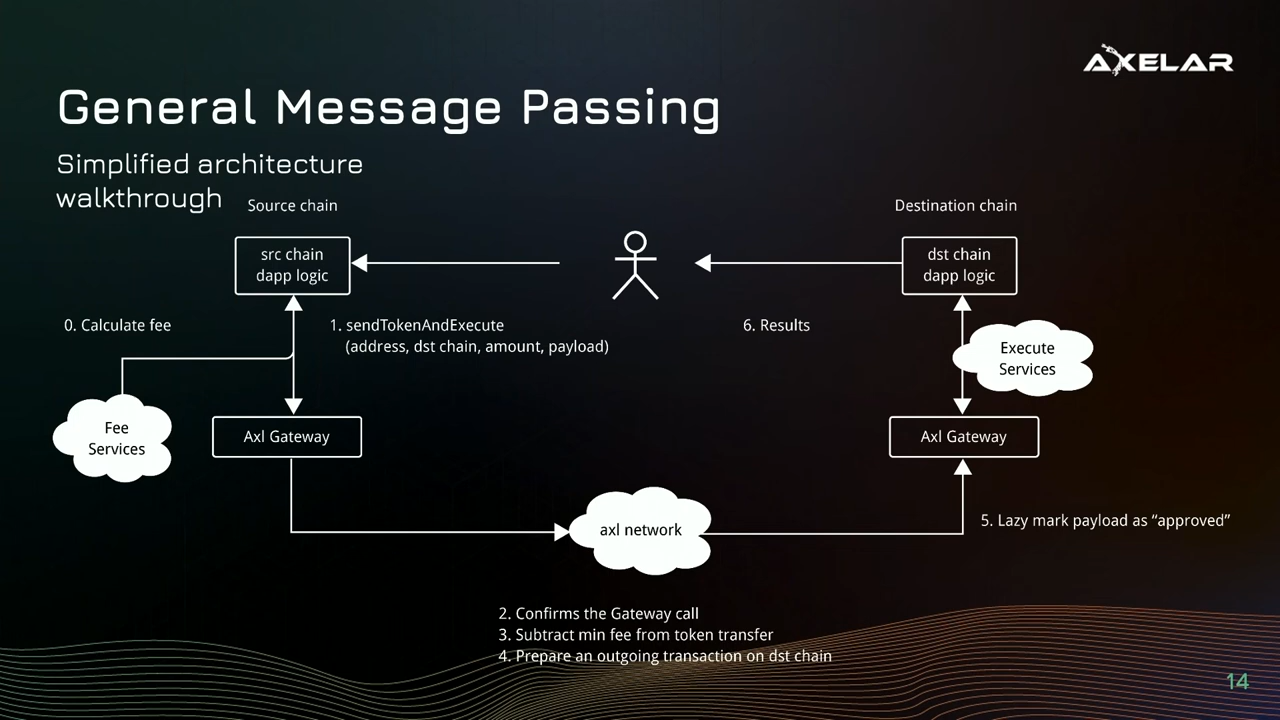 AXELAR
General Message Passing
Simplified architecture
walkthrough
Source chain
Destination chain
src chain
dapp logic
dst chain
dapp logic
0. Calculate fee
1. sendTokenAndExecute
(address, dst chain, amount, payload)
6. Results
Execute
Services
Fee
Services
Axl Gateway
Axl Gateway
axl network
5. Lazy mark payload as “approved”
2. Confirms the Gateway call
3. Subtract min fee from token transfer
4. Prepare an outgoing transaction on dst chain
14